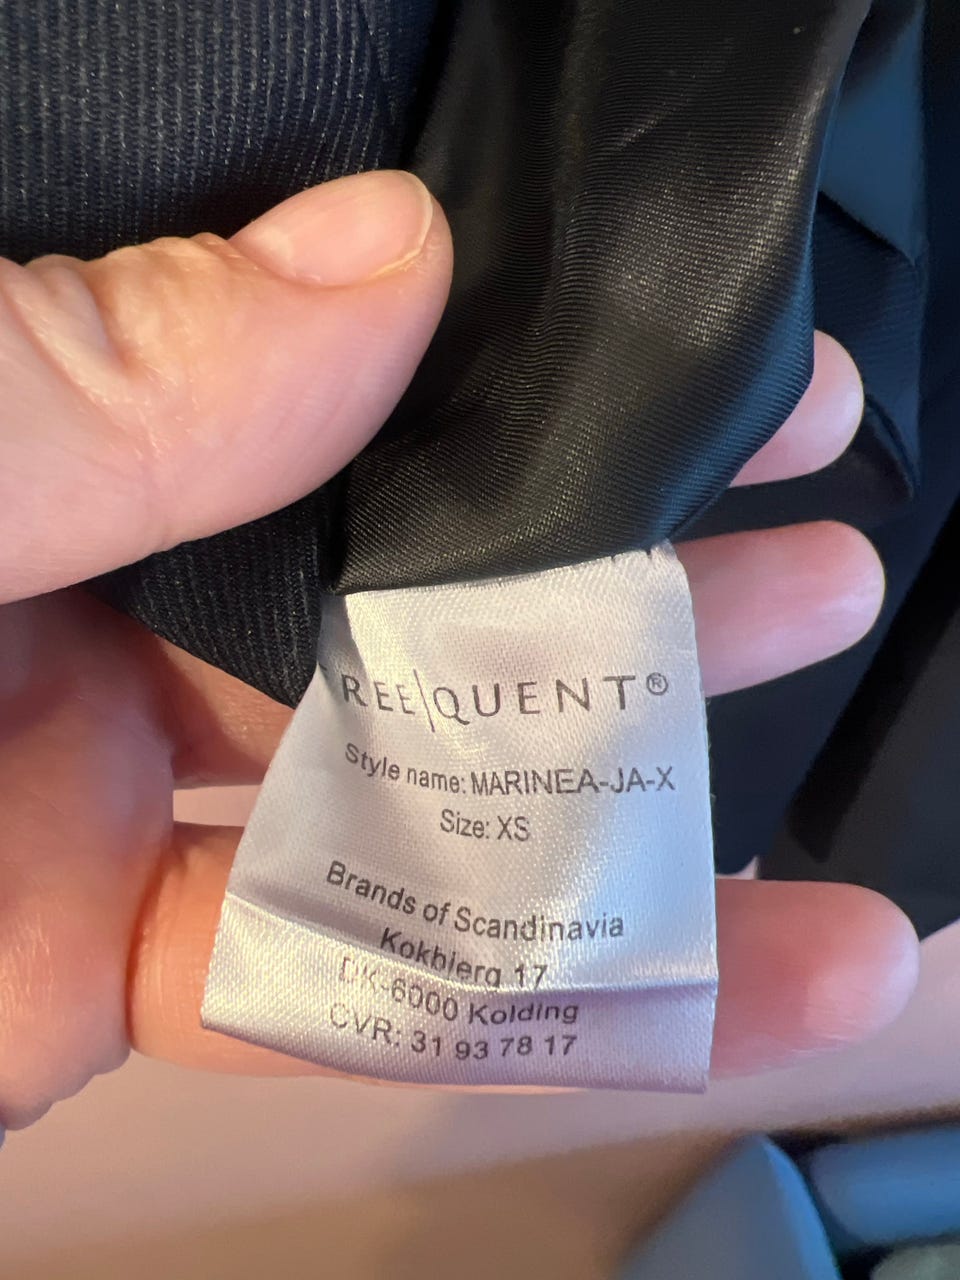 FREE|QUENT®
Style name: MARINEA-JA-X
Size: XS
Brands of Scandinavia
Kokbjerg 17
DK-6000 Kolding
CVR: 31 93 78 17